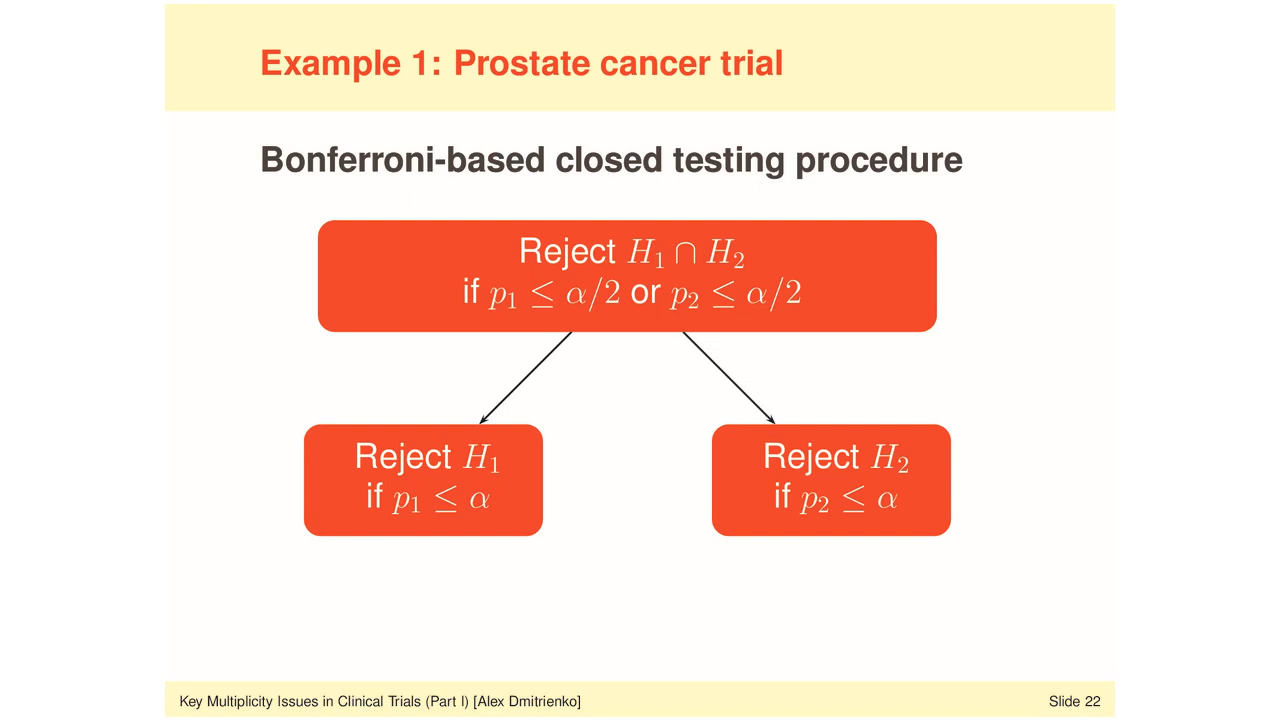 Example 1: Prostate cancer trial
Bonferroni-based closed testing procedure
Reject H₁ ∩ H₂
if p₁ ≤ α/2 or p₂ ≤ α/2
Reject H₁
if p₁ ≤ α
Reject H₂
if p₂ ≤ α
Key Multiplicity Issues in Clinical Trials (Part I) [Alex Dmitrienko]
Slide 22